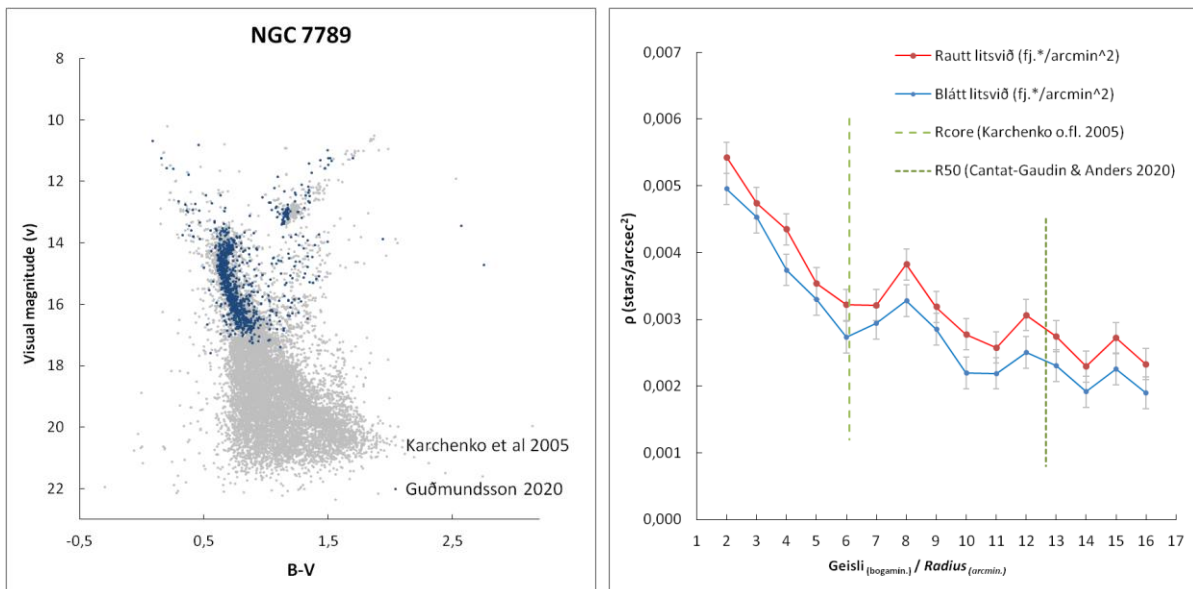 NGC 7789
8
10
12
14
16
18
20
22
Visual magnitude (v)
Karchenko et al 2005
Guðmundsson 2020
-0,5
0,5
1,5
2,5
B-V
0,007
0,006
0,005
0,004
0,003
0,002
0,001
0,000
ρ (stars/arcsec²)
Rautt litsvið (fj.*/arcmin^2)
Blátt litsvið (fj.*/arcmin^2)
Rcore (Karchenko o.fl. 2005)
R50 (Cantat-Gaudin & Anders 2020)
1 2 3 4 5 6 7 8 9 10 11 12 13 14 15 16 17
Geisli (bogamín.) / Radius (arcmin.)